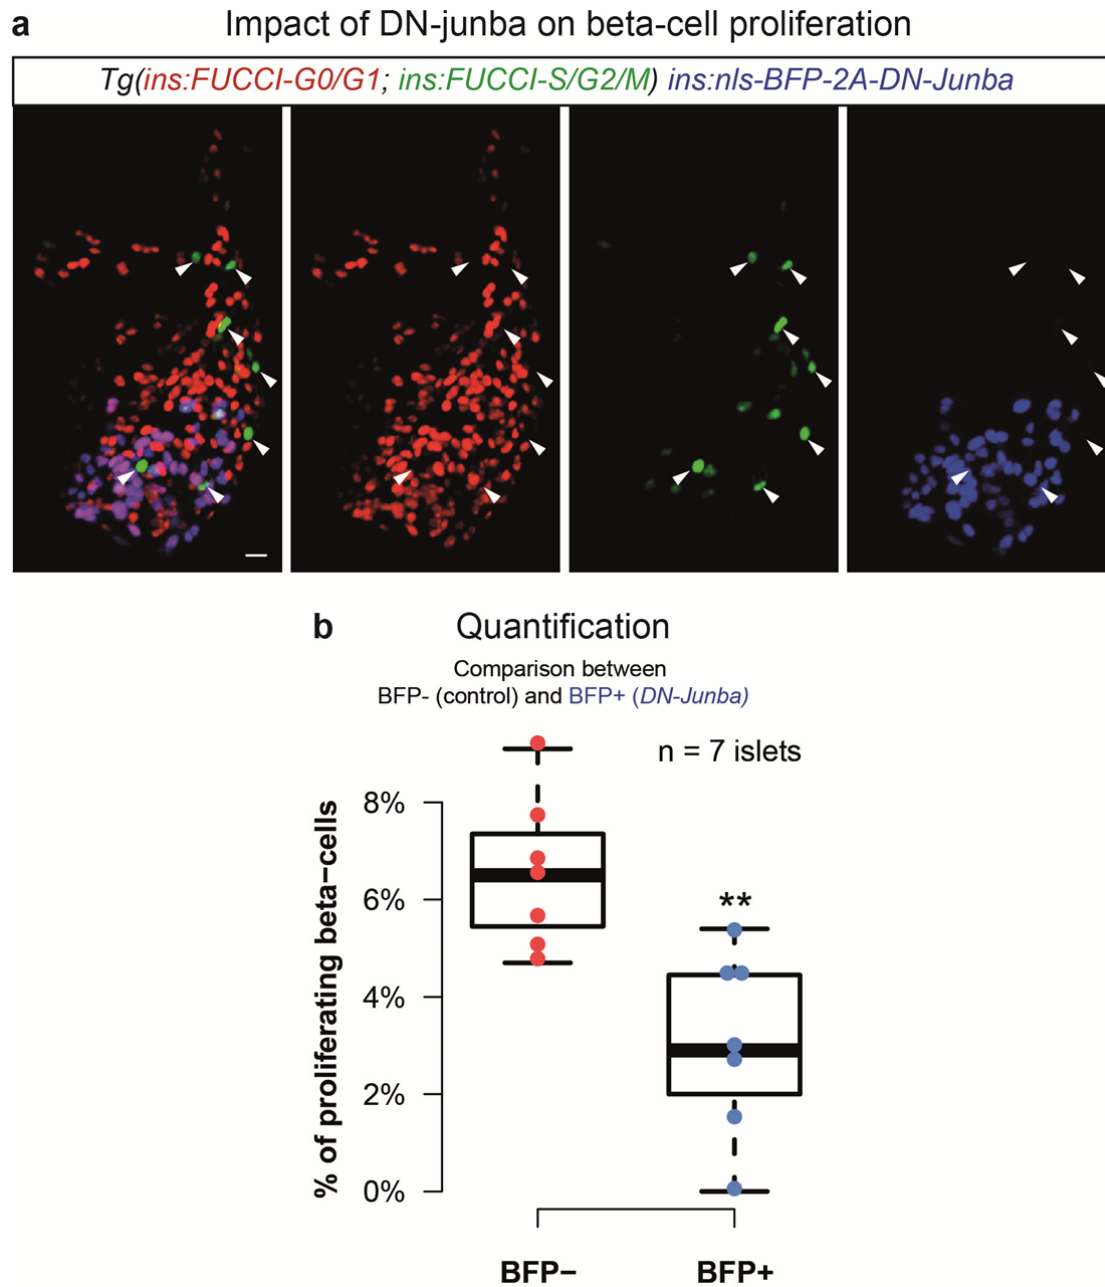 a Impact of DN-junba on beta-cell proliferation
Tg(ins:FUCCI-G0/G1; ins:FUCCI-S/G2/M) ins:nls-BFP-2A-DN-Junba
b Quantification
Comparison between
BFP- (control) and BFP+ (DN-Junba)
n = 7 islets
% of proliferating beta−cells
8%
6%
**
4%
2%
0%
BFP− BFP+